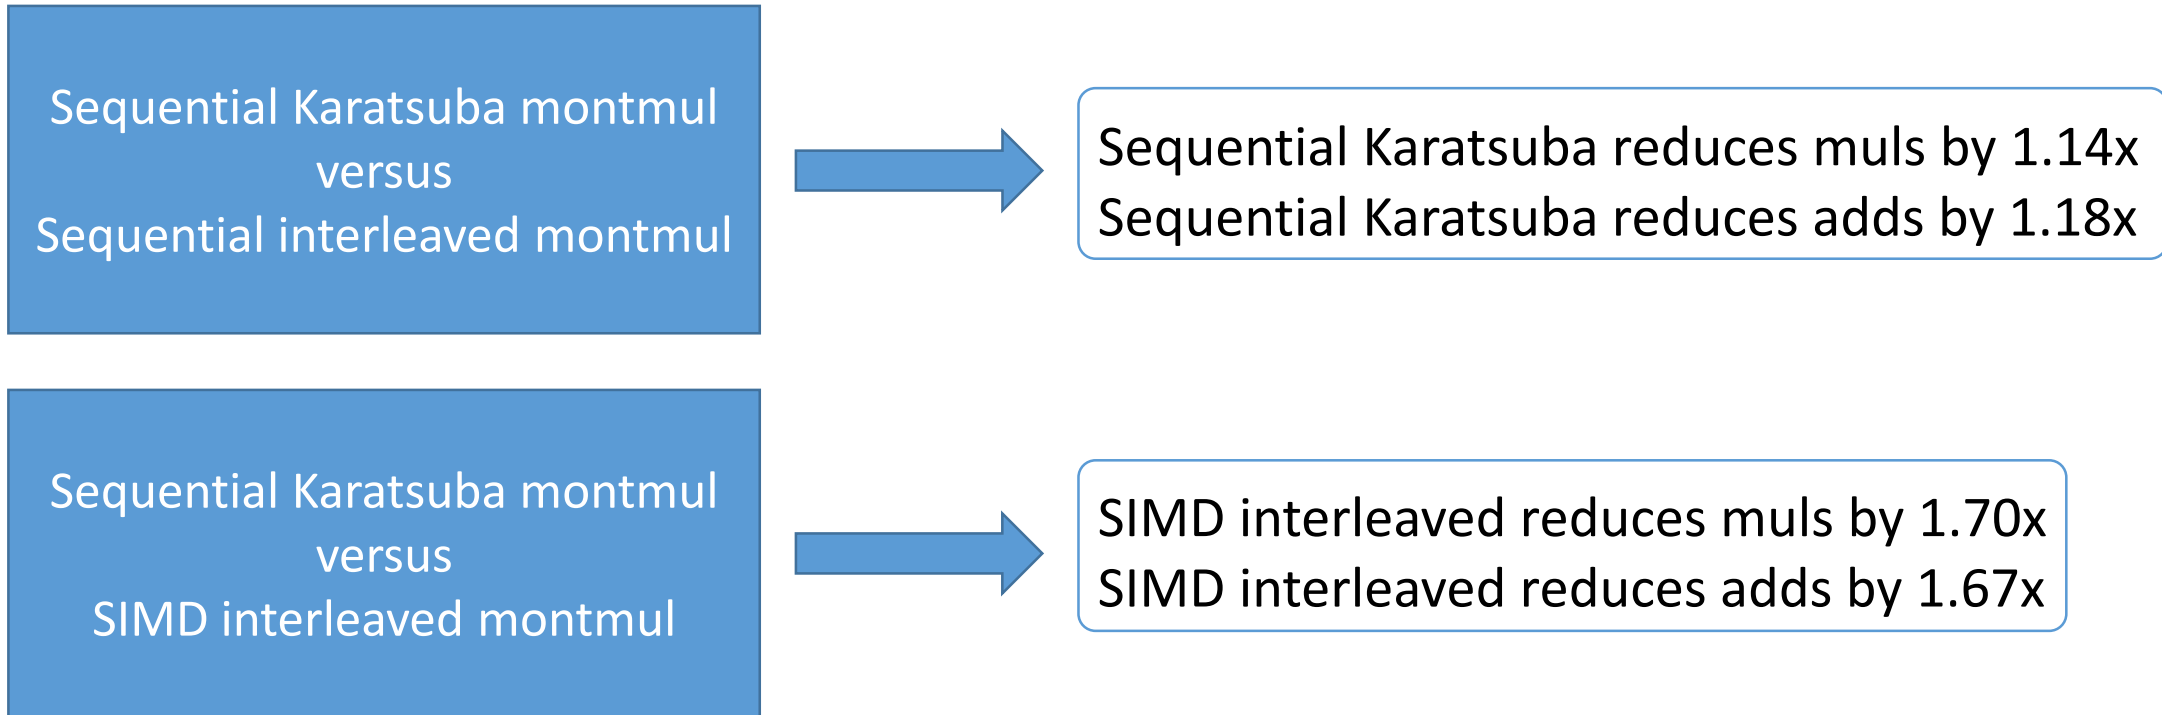 Sequential Karatsuba montmul
versus
Sequential interleaved montmul
Sequential Karatsuba reduces muls by 1.14x
Sequential Karatsuba reduces adds by 1.18x
Sequential Karatsuba montmul
versus
SIMD interleaved montmul
SIMD interleaved reduces muls by 1.70x
SIMD interleaved reduces adds by 1.67x